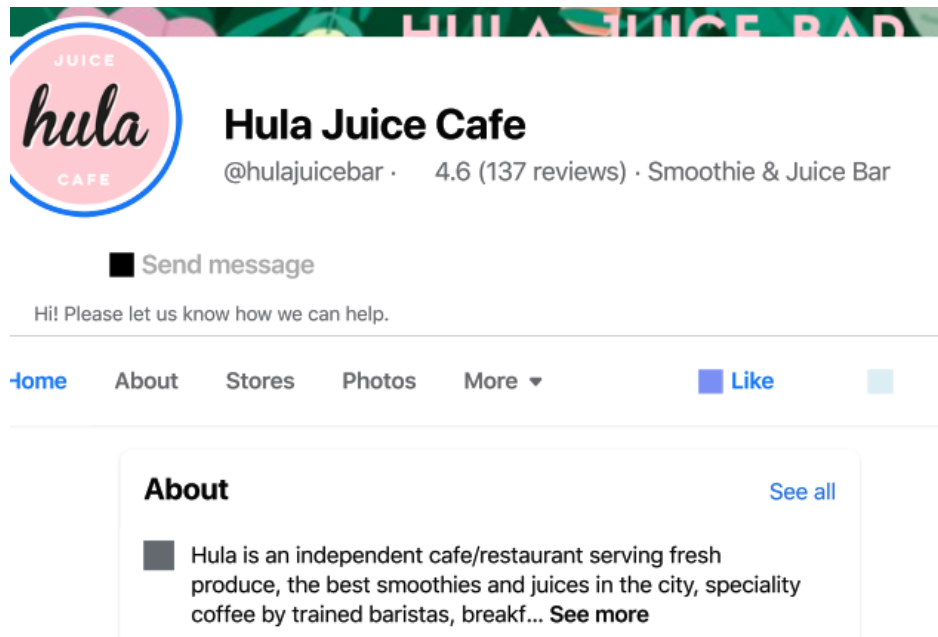 HULA JUICE BAR
JUICE
hula
CAFE
Hula Juice Cafe
@hulajuicebar · 4.6 (137 reviews) · Smoothie & Juice Bar
Send message
Hi! Please let us know how we can help.
Home About Stores Photos More Like
About See all
Hula is an independent cafe/restaurant serving fresh
produce, the best smoothies and juices in the city, speciality
coffee by trained baristas, breakf... See more